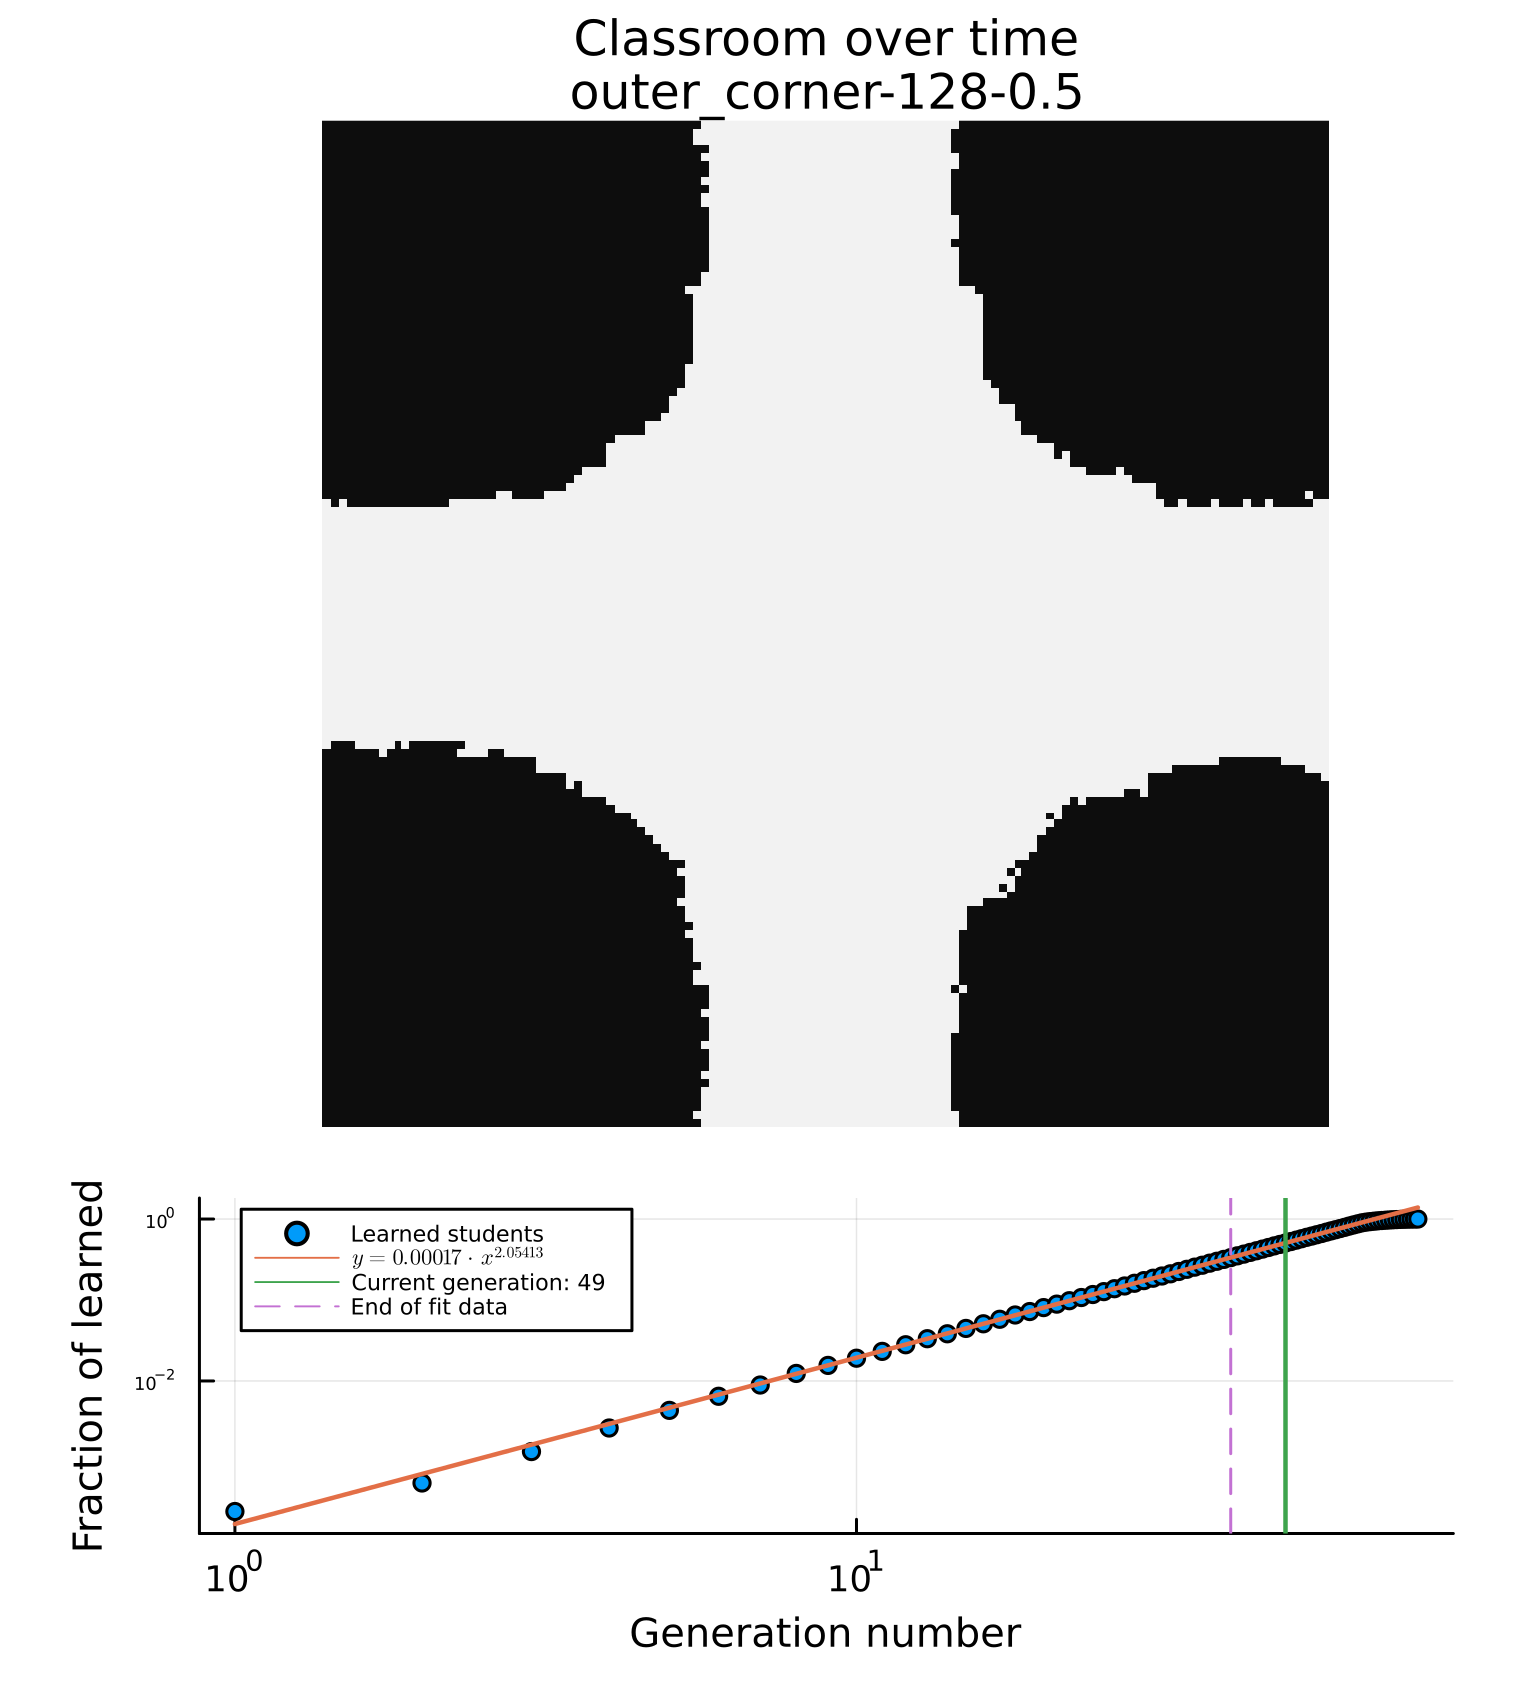 Classroom over time
outer_corner-128-0.5
Fraction of learned
10^0
10^-2
Learned students
y = 0.00017 · x^2.05413
Current generation: 49
End of fit data
10^0
10^1
Generation number